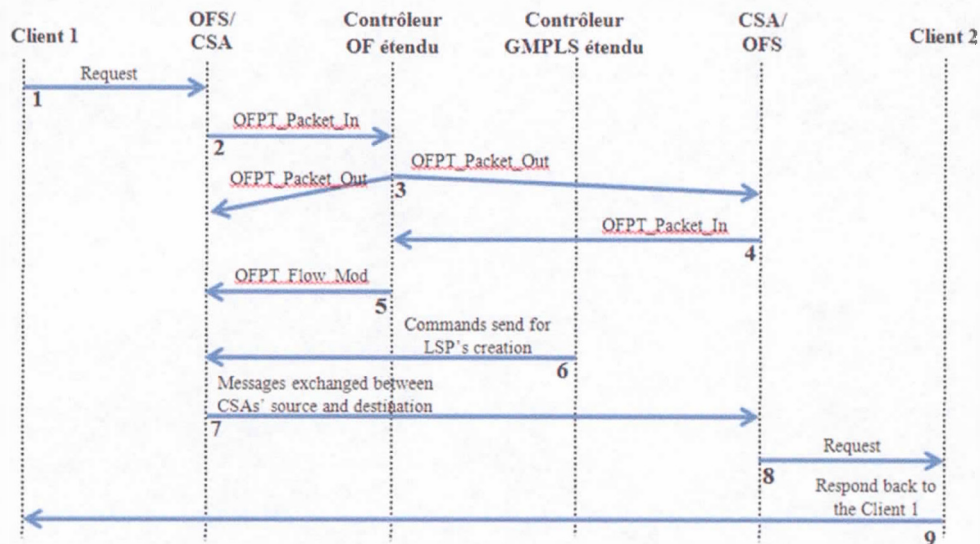 Client 1
OFS/
CSA
Contrôleur
OF étendu
Contrôleur
GMPLS étendu
CSA/
OFS
Client 2
Request
1
OFPT_Packet_In
2
OFPT_Packet_Out
OFPT_Packet_Out
3
OFPT_Packet_In
4
OFPT_Flow_Mod
5
Commands send for
LSP's creation
6
Messages exchanged between
CSAs' source and destination
7
Request
8
Respond back to
the Client 1
9